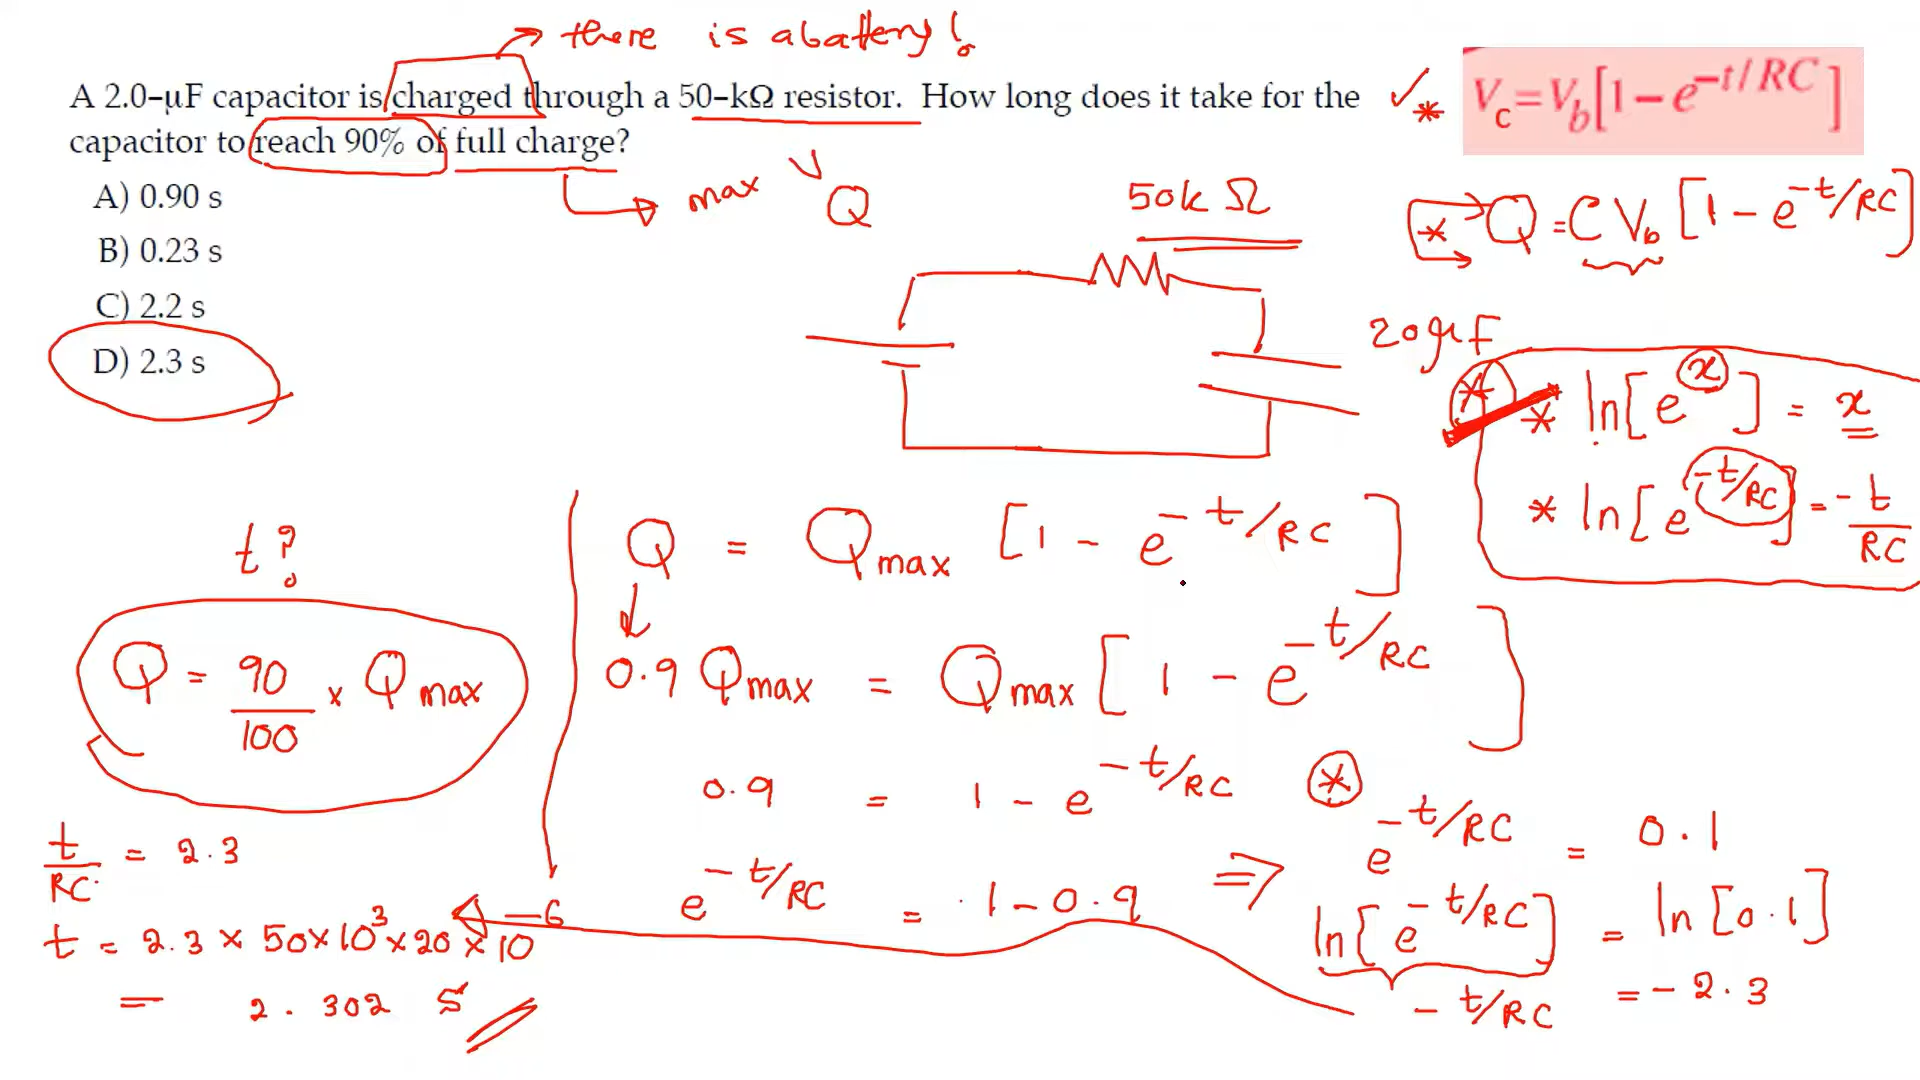 there is a battery!
A 2.0–μF capacitor is charged through a 50–kΩ resistor. How long does it take for the
capacitor to reach 90% of full charge?
A) 0.90 s
B) 0.23 s
C) 2.2 s
D) 2.3 s
max Q
50k Ω
✓* Vc=Vb[1−e^−t/RC]
* Q = C Vb [1 − e^−t/RC]
20μF
* * ln[e^x] = x
* ln[e^−t/RC] = −t/RC
t?
Q = 90/100 × Qmax
t/RC = 2.3
t = 2.3 × 50×10^3 × 20 × 10^−6
= 2.302 s
Q = Qmax [1 − e^−t/RC]
0.9 Qmax = Qmax [1 − e^−t/RC]
0.9 = 1 − e^−t/RC *
e^−t/RC = 1 − 0.9
⇒ e^−t/RC = 0.1
ln[e^−t/RC] = ln[0.1]
−t/RC = −2.3